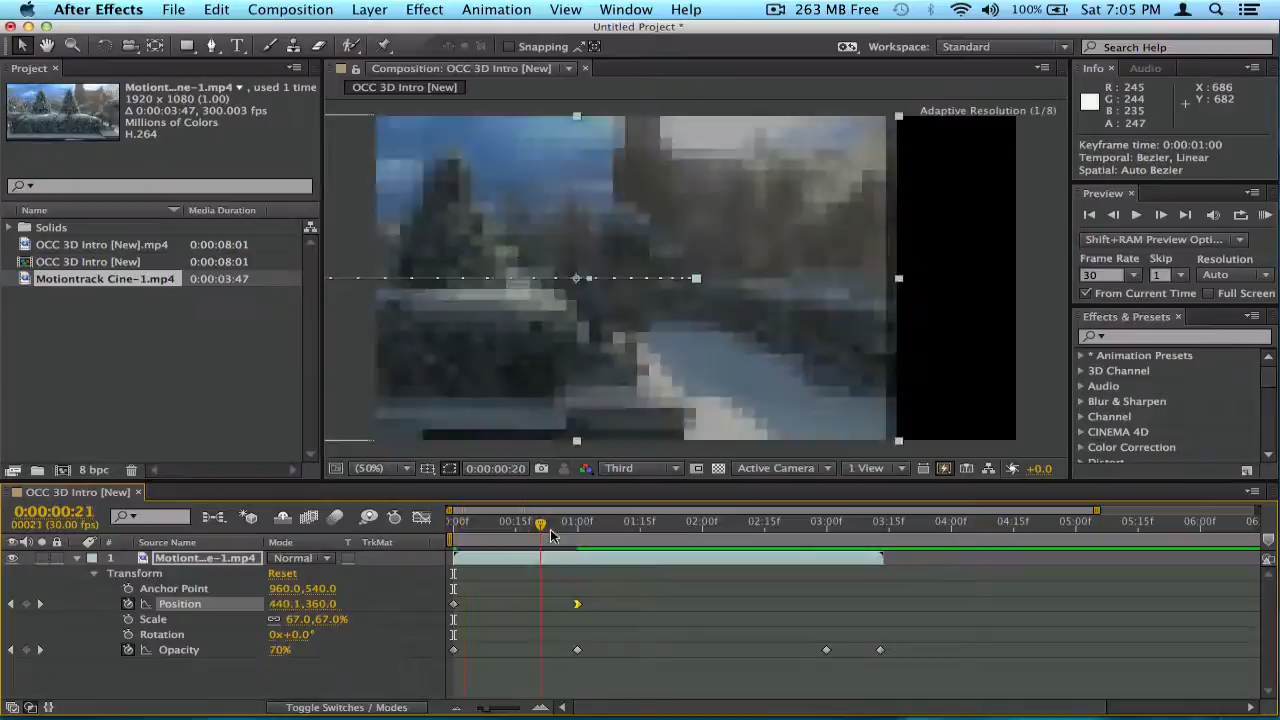 After Effects File Edit Composition Layer Effect Animation View Window Help 263 MB Free 100% Sat 7:05 PM
Untitled Project *
Snapping Workspace: Standard Search Help
Project Composition: OCC 3D Intro [New] Info Audio
OCC 3D Intro [New]
Motiont...ne-1.mp4 , used 1 time
1920 x 1080 (1.00)
Δ 0:00:03:47, 300.003 fps
Millions of Colors
H.264
Adaptive Resolution (1/8)
R : 245 X : 686
G : 244 Y : 682
B : 235
A : 247
Keyframe time: 0:00:01:00
Temporal: Bezier, Linear
Spatial: Auto Bezier
Name Media Duration
Solids
OCC 3D Intro [New].mp4 0:00:08:01
OCC 3D Intro [New] 0:00:08:01
Motiontrack Cine-1.mp4 0:00:03:47
Preview
Shift+RAM Preview Opti...
Frame Rate Skip Resolution
30 1 Auto
From Current Time Full Screen
Effects & Presets
* Animation Presets
3D Channel
Audio
Blur & Sharpen
Channel
CINEMA 4D
Color Correction
Distort
8 bpc (50%) 0:00:00:20 Third Active Camera 1 View +0.0
OCC 3D Intro [New]
0:00:00:21
00021 (30.00 fps)
:00f 00:15f 01:00f 01:15f 02:00f 02:15f 03:00f 03:15f 04:00f 04:15f 05:00f 05:15f 06:00f 06
# Source Name Mode T TrkMat
1 Motiont...e-1.mp4 Normal
Transform Reset
Anchor Point 960.0,540.0
Position 440.1,360.0
Scale 67.0,67.0%
Rotation 0x+0.0°
Opacity 70%
Toggle Switches / Modes